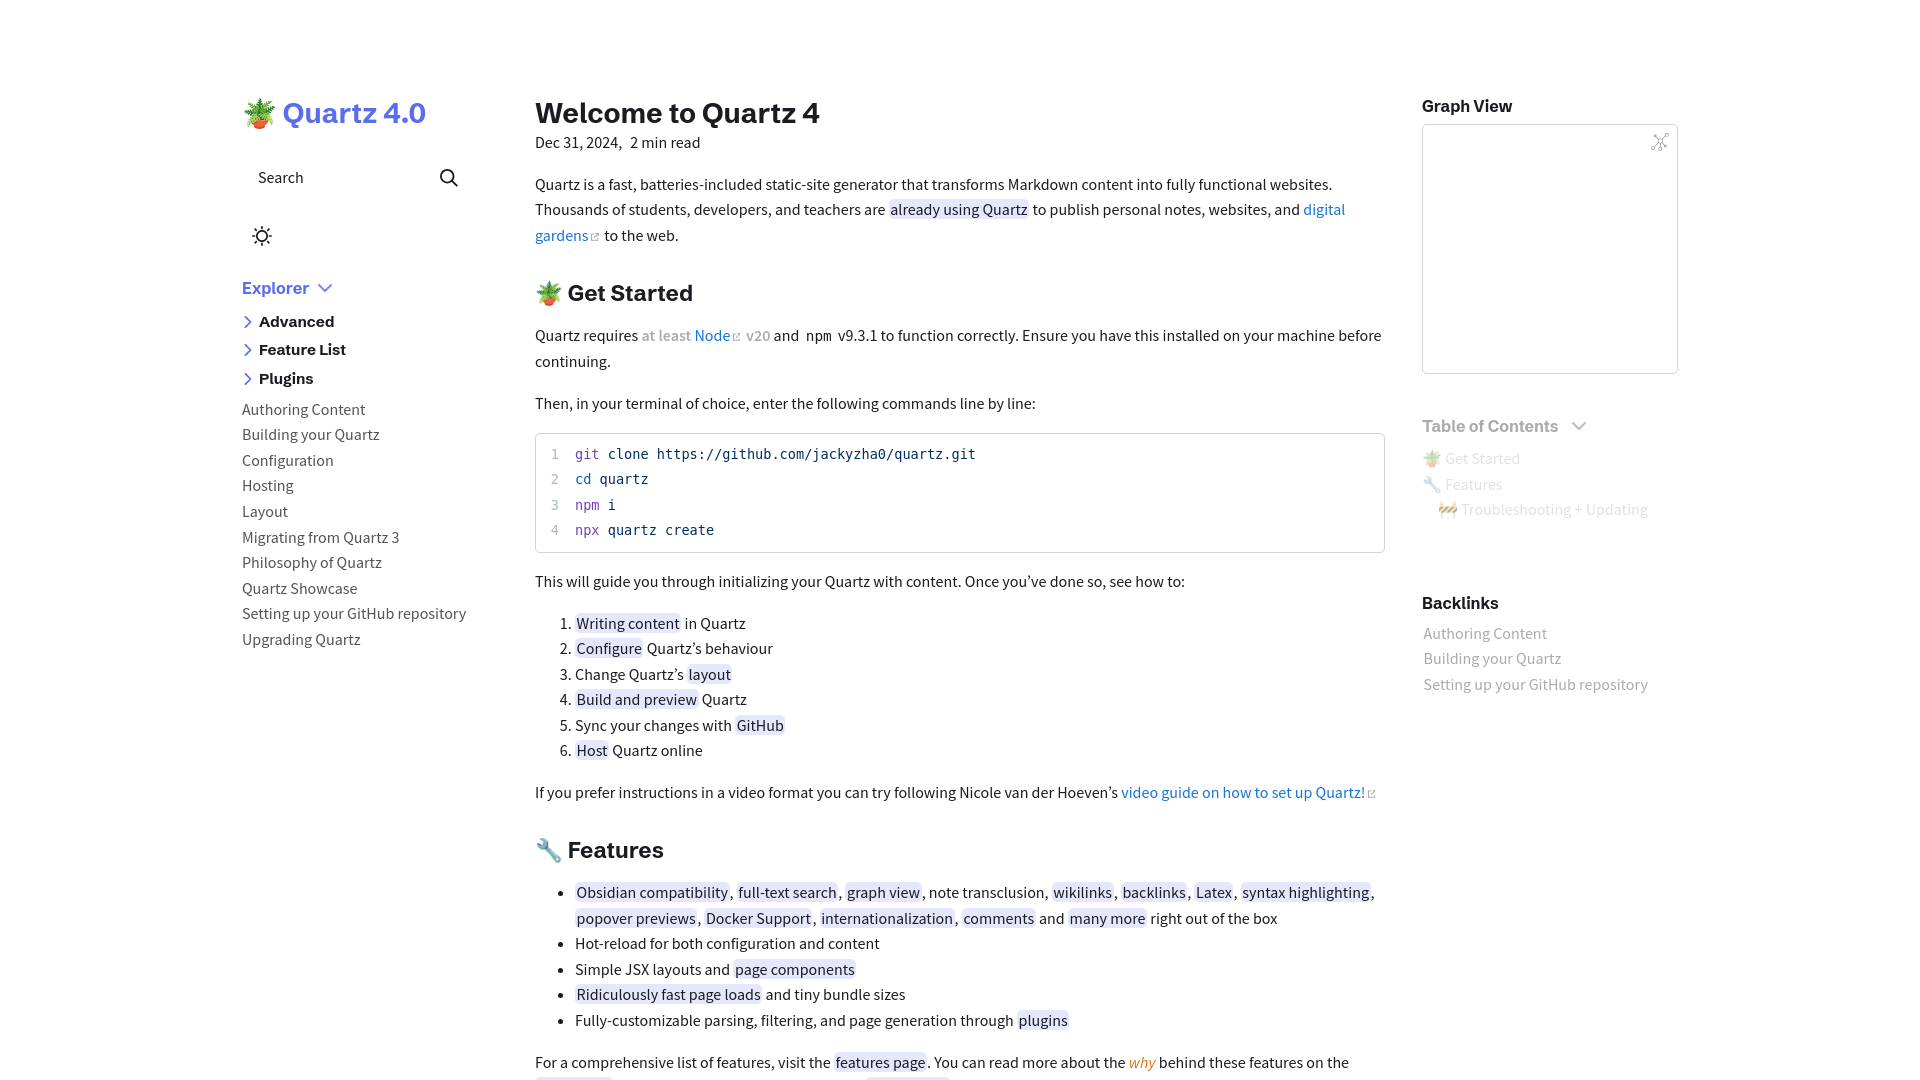 🪴 Quartz 4.0
Search
Explorer
Advanced
Feature List
Plugins
Authoring Content
Building your Quartz
Configuration
Hosting
Layout
Migrating from Quartz 3
Philosophy of Quartz
Quartz Showcase
Setting up your GitHub repository
Upgrading Quartz
Welcome to Quartz 4
Dec 31, 2024, 2 min read
Quartz is a fast, batteries-included static-site generator that transforms Markdown content into fully functional websites.
Thousands of students, developers, and teachers are already using Quartz to publish personal notes, websites, and digital
gardens to the web.
🪴 Get Started
Quartz requires at least Node v20 and npm v9.3.1 to function correctly. Ensure you have this installed on your machine before
continuing.
Then, in your terminal of choice, enter the following commands line by line:
1 git clone https://github.com/jackyzha0/quartz.git
2 cd quartz
3 npm i
4 npx quartz create
This will guide you through initializing your Quartz with content. Once you’ve done so, see how to:
1. Writing content in Quartz
2. Configure Quartz’s behaviour
3. Change Quartz’s layout
4. Build and preview Quartz
5. Sync your changes with GitHub
6. Host Quartz online
If you prefer instructions in a video format you can try following Nicole van der Hoeven’s video guide on how to set up Quartz!
🔧 Features
• Obsidian compatibility, full-text search, graph view, note transclusion, wikilinks, backlinks, Latex, syntax highlighting,
popover previews, Docker Support, internationalization, comments and many more right out of the box
• Hot-reload for both configuration and content
• Simple JSX layouts and page components
• Ridiculously fast page loads and tiny bundle sizes
• Fully-customizable parsing, filtering, and page generation through plugins
For a comprehensive list of features, visit the features page. You can read more about the why behind these features on the
Graph View
Table of Contents
🪴 Get Started
🔧 Features
🚧 Troubleshooting + Updating
Backlinks
Authoring Content
Building your Quartz
Setting up your GitHub repository